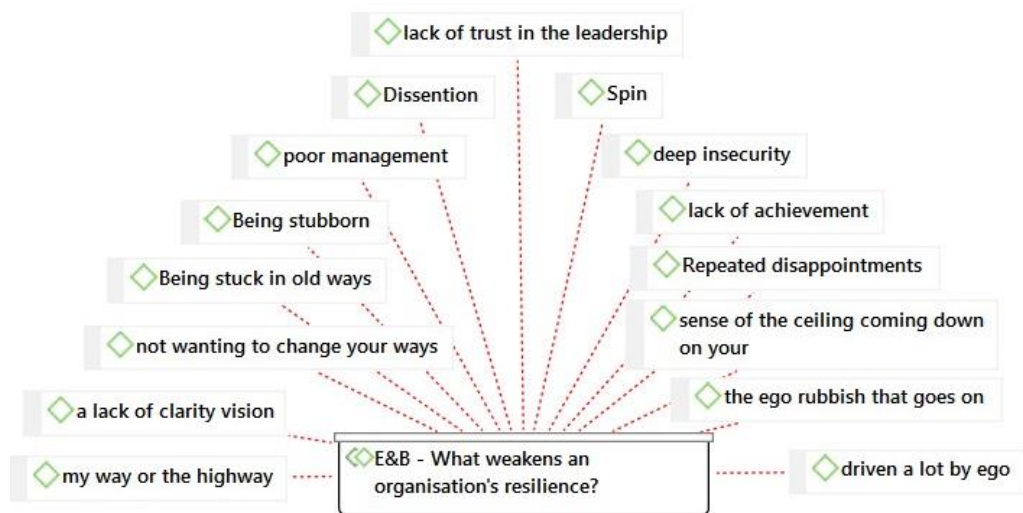 lack of trust in the leadership
Dissention
Spin
poor management
deep insecurity
Being stubborn
lack of achievement
Being stuck in old ways
Repeated disappointments
not wanting to change your ways
sense of the ceiling coming down
on your
a lack of clarity vision
the ego rubbish that goes on
my way or the highway
E&B - What weakens an
organisation's resilience?
driven a lot by ego